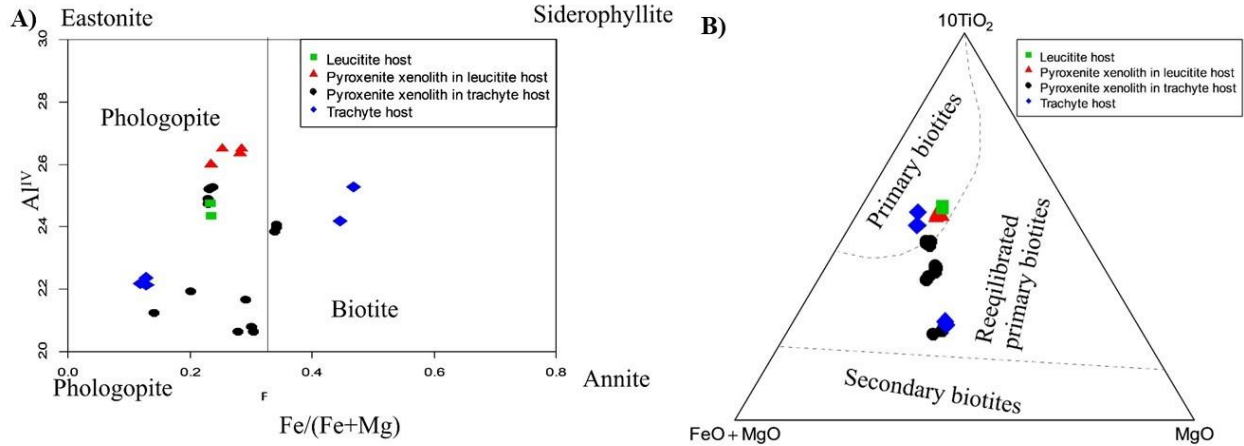 A)
Eastonite
Siderophyllite
30
28
26
24
22
20
Al^IV
Leucitite host
Pyroxenite xenolith in leucitite host
Pyroxenite xenolith in trachyte host
Trachyte host
Phologopite
Biotite
0.0
0.2
0.4
0.6
0.8
F
Phologopite
Annite
Fe/(Fe+Mg)
B)
10TiO₂
Leucitite host
Pyroxenite xenolith in leucitite host
Pyroxenite xenolith in trachyte host
Trachyte host
Primary biotites
Reeqilibrated
primary biotites
Secondary biotites
FeO + MgO
MgO